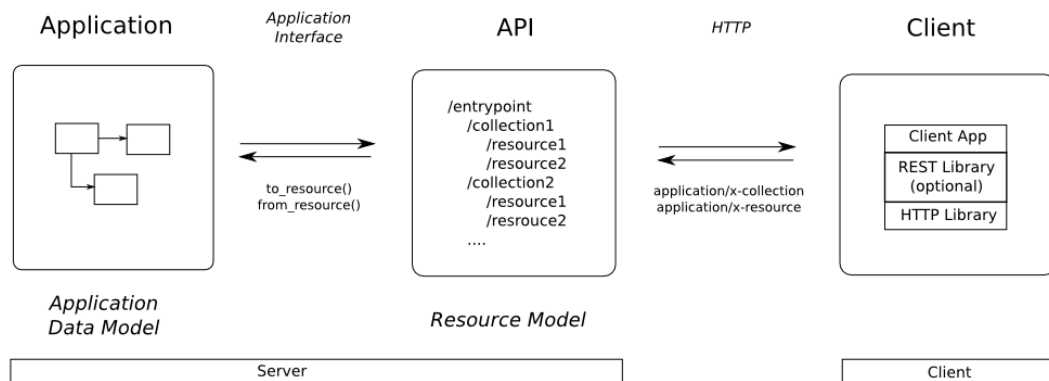 Application
Application
Interface
API
HTTP
Client
/entrypoint
/collection1
/resource1
/resource2
/collection2
/resource1
/resrouce2
....
to_resource()
from_resource()
application/x-collection
application/x-resource
Client App
REST Library
(optional)
HTTP Library
Application
Data Model
Resource Model
Server
Client